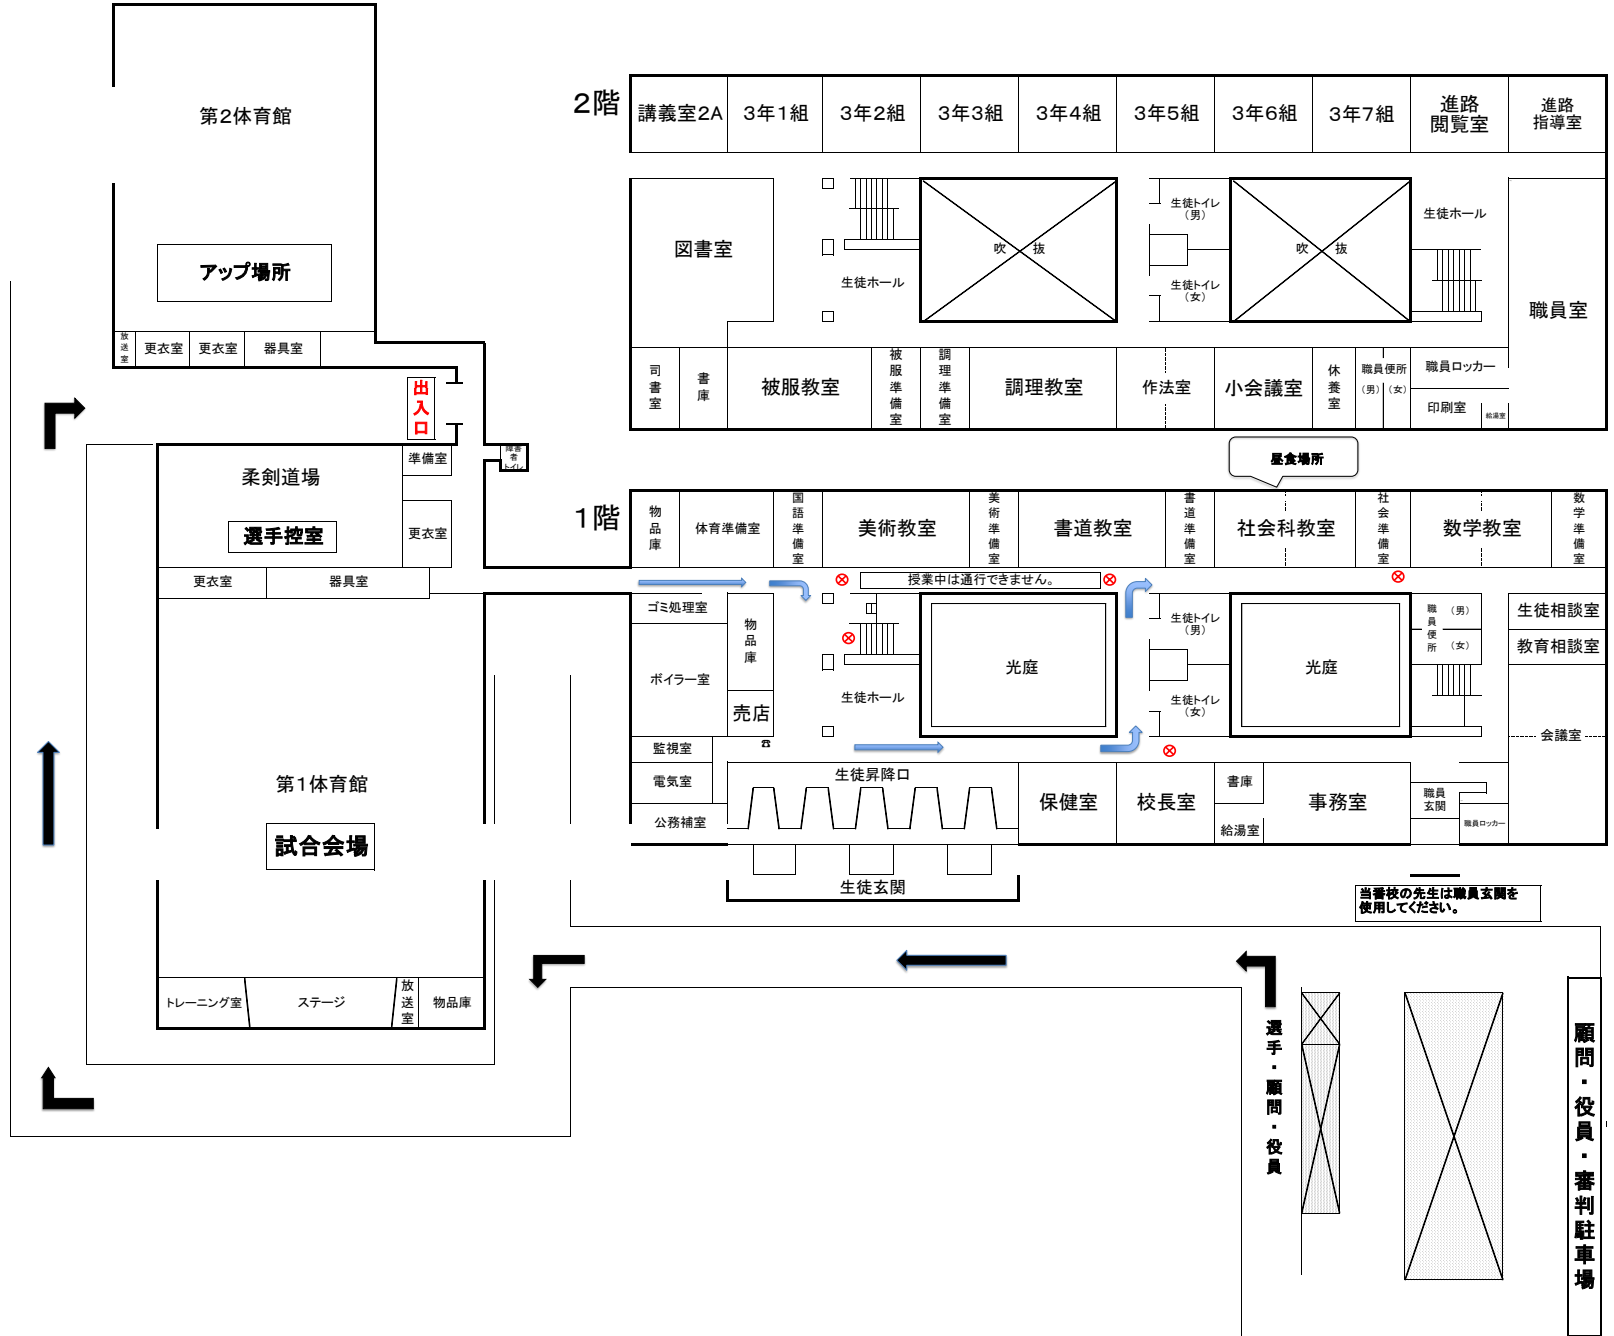 第2体育館
アップ場所
放送室
更衣室
更衣室
器具室
出入口
2階
講義室2A
3年1組
3年2組
3年3組
3年4組
3年5組
3年6組
3年7組
進路
閲覧室
進路
指導室
図書室
生徒ホール
吹 抜
生徒トイレ
(男)
生徒トイレ
(女)
吹 抜
生徒ホール
職員室
司書室
書庫
被服教室
被服準備室
調理準備室
調理教室
作法室
小会議室
休養室
職員便所
(男)
(女)
職員ロッカー
印刷室
給湯室
昼食場所
柔剣道場
選手控室
準備室
更衣室
障害者
トイレ
更衣室
器具室
1階
物品庫
体育準備室
国語準備室
美術教室
美術準備室
書道教室
書道準備室
社会科教室
社会準備室
数学教室
数学準備室
授業中は通行できません。
ゴミ処理室
物品庫
ボイラー室
売店
生徒ホール
光庭
生徒トイレ
(男)
生徒トイレ
(女)
光庭
職員便所
(男)
(女)
生徒相談室
教育相談室
会議室
監視室
電気室
公務補室
生徒昇降口
保健室
校長室
書庫
給湯室
事務室
職員
玄関
職員ロッカー
生徒玄関
当番校の先生は職員玄関を
使用してください。
第1体育館
試合会場
トレーニング室
ステージ
放送室
物品庫
選手・顧問・役員
顧問・役員・審判駐車場